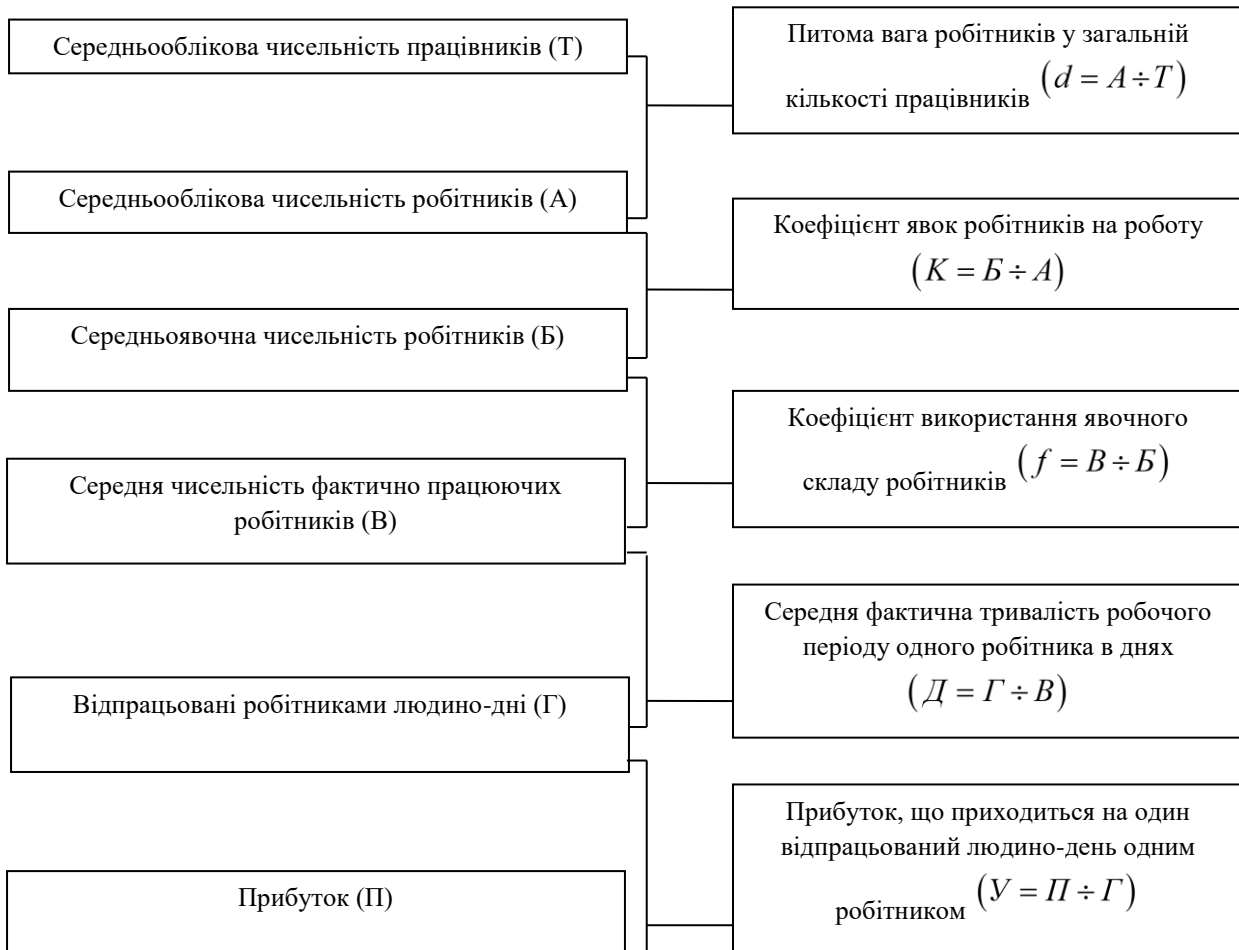 Середньооблікова чисельність працівників (Т)
Питома вага робітників у загальній
кількості працівників (d = A ÷ T)
Середньооблікова чисельність робітників (А)
Коефіцієнт явок робітників на роботу
(K = Б ÷ A)
Середньоявочна чисельність робітників (Б)
Коефіцієнт використання явочного
складу робітників (f = В ÷ Б)
Середня чисельність фактично працюючих
робітників (В)
Середня фактична тривалість робочого
періоду одного робітника в днях
(Д = Г ÷ В)
Відпрацьовані робітниками людино-дні (Г)
Прибуток, що приходиться на один
відпрацьований людино-день одним
робітником (У = П ÷ Г)
Прибуток (П)